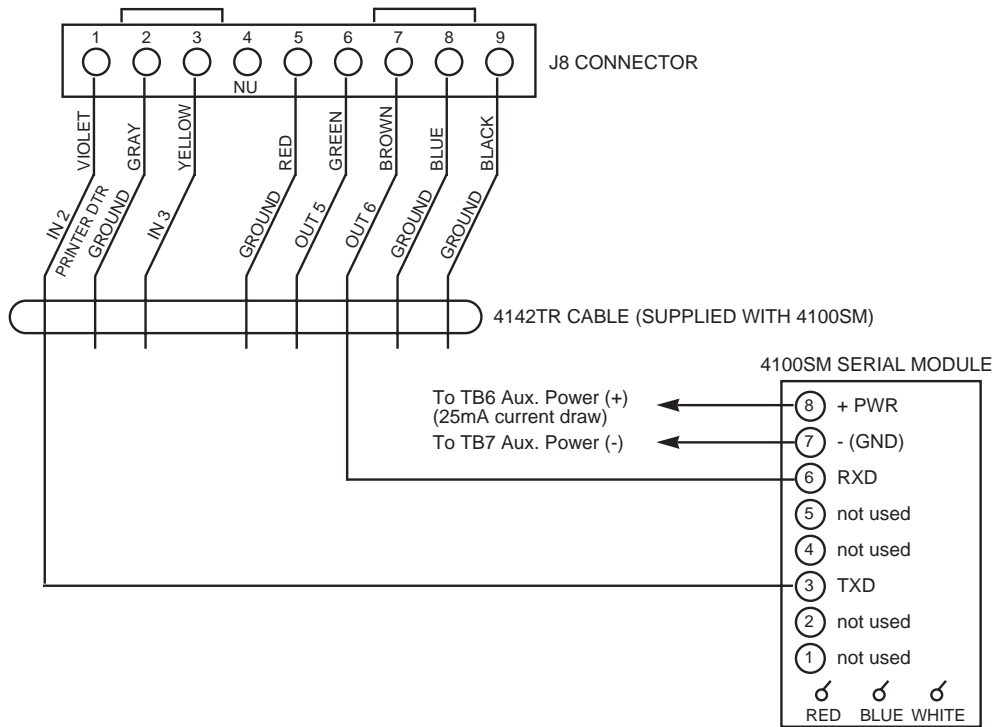 1 2 3 4 5 6 7 8 9
J8 CONNECTOR
NU
VIOLET
GRAY
YELLOW
RED
GREEN
BROWN
BLUE
BLACK
IN 2
PRINTER DTR
GROUND
IN 3
GROUND
OUT 5
OUT 6
GROUND
GROUND
4142TR CABLE (SUPPLIED WITH 4100SM)
4100SM SERIAL MODULE
To TB6 Aux. Power (+)
(25mA current draw)
To TB7 Aux. Power (-)
8 + PWR
7 - (GND)
6 RXD
5 not used
4 not used
3 TXD
2 not used
1 not used
RED BLUE WHITE